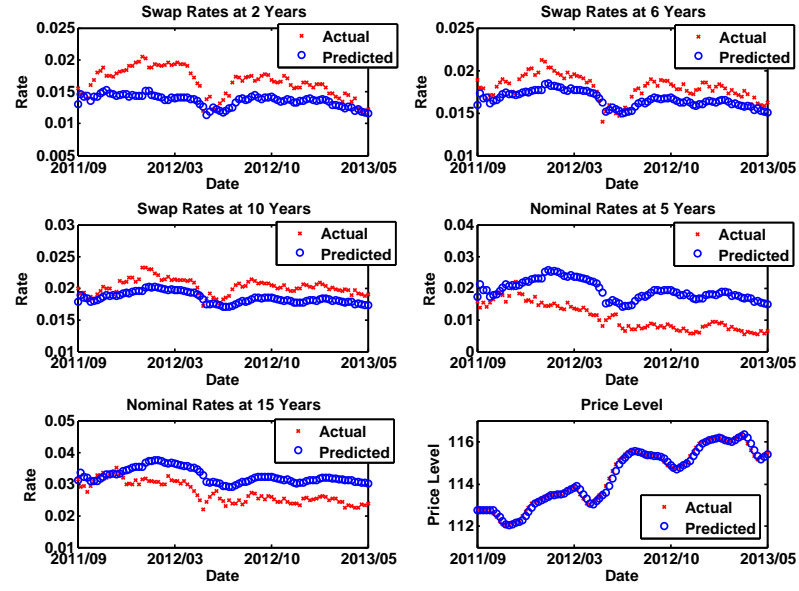 Swap Rates at 2 Years
0.025
0.02
0.015
0.01
0.005
Rate
2011/09 2012/03 2012/10 2013/05
Date
Actual
Predicted
Swap Rates at 6 Years
0.025
0.02
0.015
0.01
Rate
2011/09 2012/03 2012/10 2013/05
Date
Actual
Predicted
Swap Rates at 10 Years
0.03
0.025
0.02
0.015
0.01
Rate
2011/09 2012/03 2012/10 2013/05
Date
Actual
Predicted
Nominal Rates at 5 Years
0.04
0.03
0.02
0.01
0
Rate
2011/09 2012/03 2012/10 2013/05
Date
Actual
Predicted
Nominal Rates at 15 Years
0.05
0.04
0.03
0.02
0.01
Rate
2011/09 2012/03 2012/10 2013/05
Date
Actual
Predicted
Price Level
116
114
112
Price Level
2011/09 2012/03 2012/10 2013/05
Date
Actual
Predicted